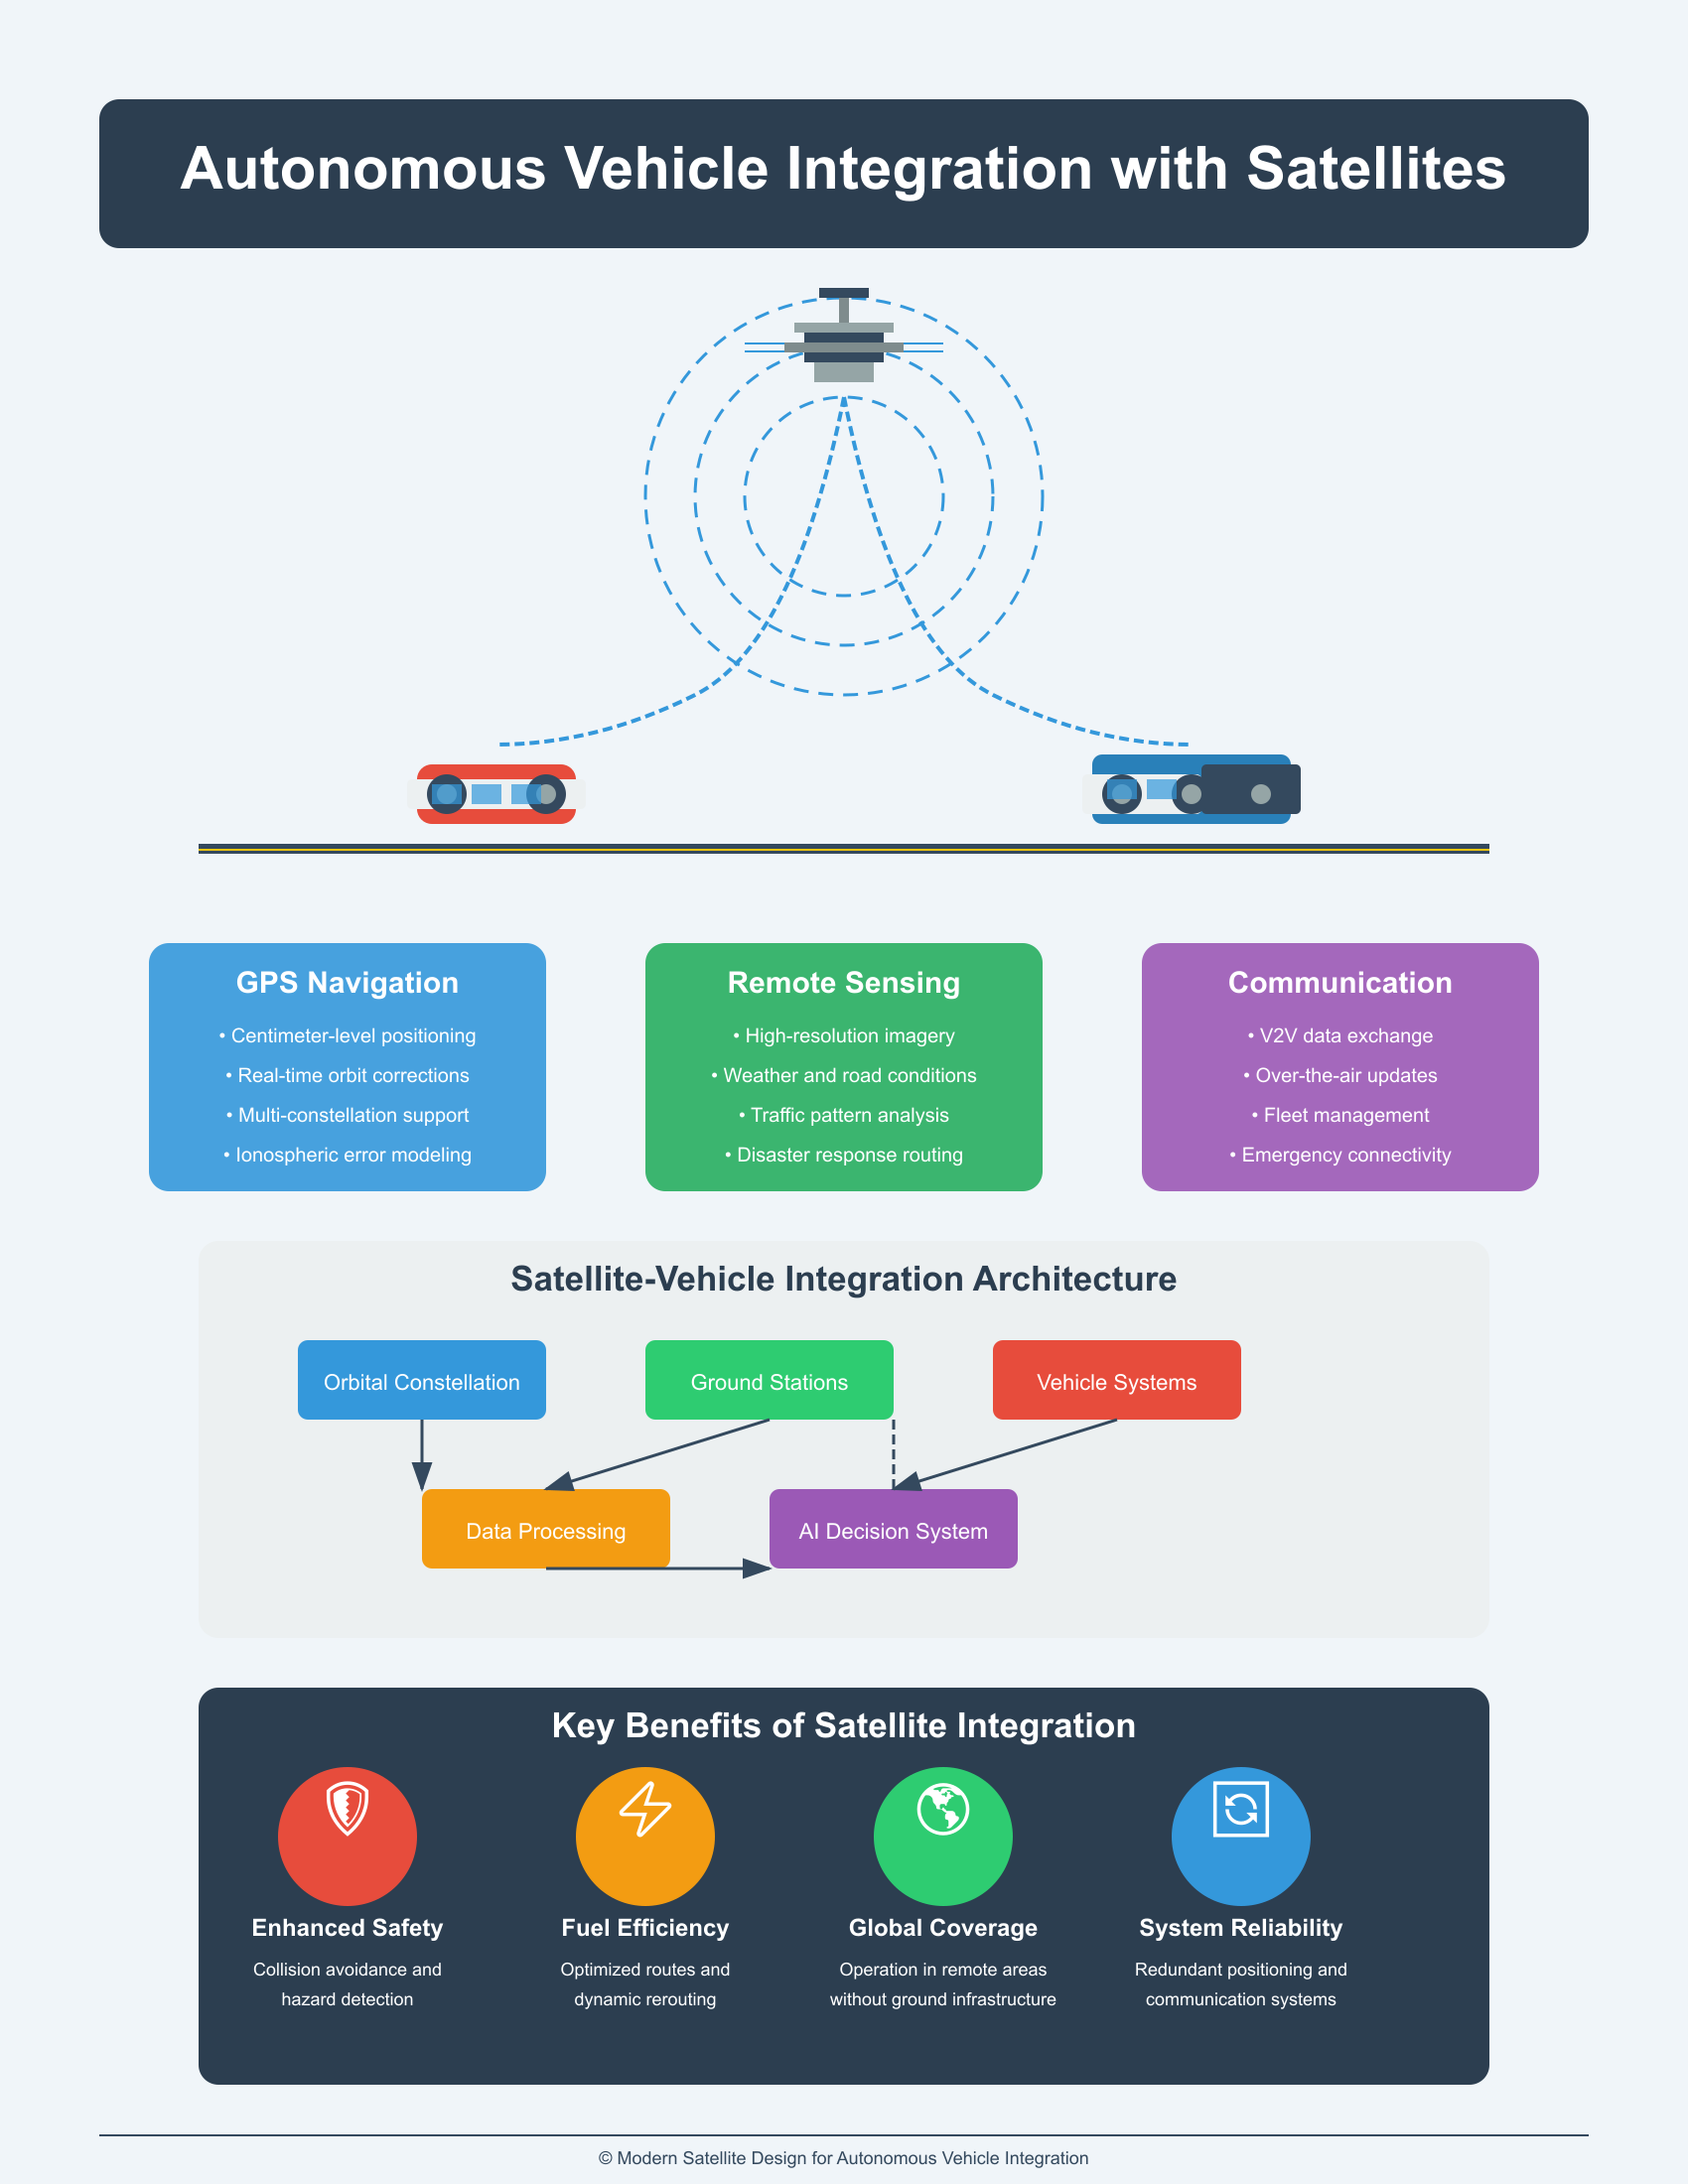 Autonomous Vehicle Integration with Satellites
GPS Navigation
• Centimeter-level positioning
• Real-time orbit corrections
• Multi-constellation support
• Ionospheric error modeling
Remote Sensing
• High-resolution imagery
• Weather and road conditions
• Traffic pattern analysis
• Disaster response routing
Communication
• V2V data exchange
• Over-the-air updates
• Fleet management
• Emergency connectivity
Satellite-Vehicle Integration Architecture
Orbital Constellation
Ground Stations
Vehicle Systems
Data Processing
AI Decision System
Key Benefits of Satellite Integration
Enhanced Safety
Collision avoidance and
hazard detection
Fuel Efficiency
Optimized routes and
dynamic rerouting
Global Coverage
Operation in remote areas
without ground infrastructure
System Reliability
Redundant positioning and
communication systems
© Modern Satellite Design for Autonomous Vehicle Integration